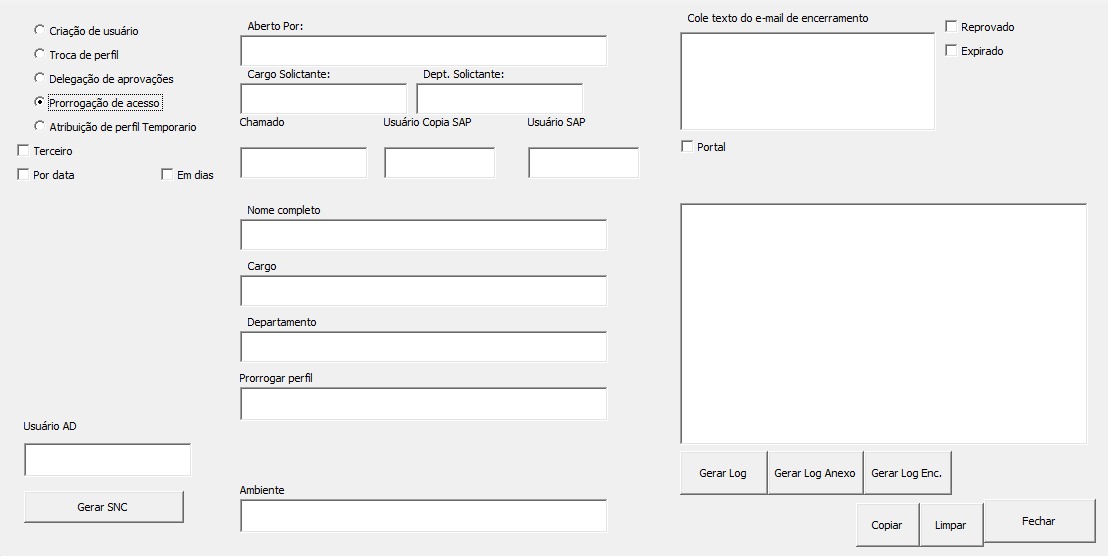 Criação de usuário
Troca de perfil
Delegação de aprovações
Prorrogação de acesso
Atribuição de perfil Temporario
Terceiro
Por data
Em dias
Aberto Por:
Cargo Solictante:
Dept. Solictante:
Chamado
Usuário Copia SAP
Usuário SAP
Nome completo
Cargo
Departamento
Prorrogar perfil
Usuário AD
Gerar SNC
Ambiente
Cole texto do e-mail de encerramento
Reprovado
Expirado
Portal
Gerar Log
Gerar Log Anexo
Gerar Log Enc.
Copiar
Limpar
Fechar